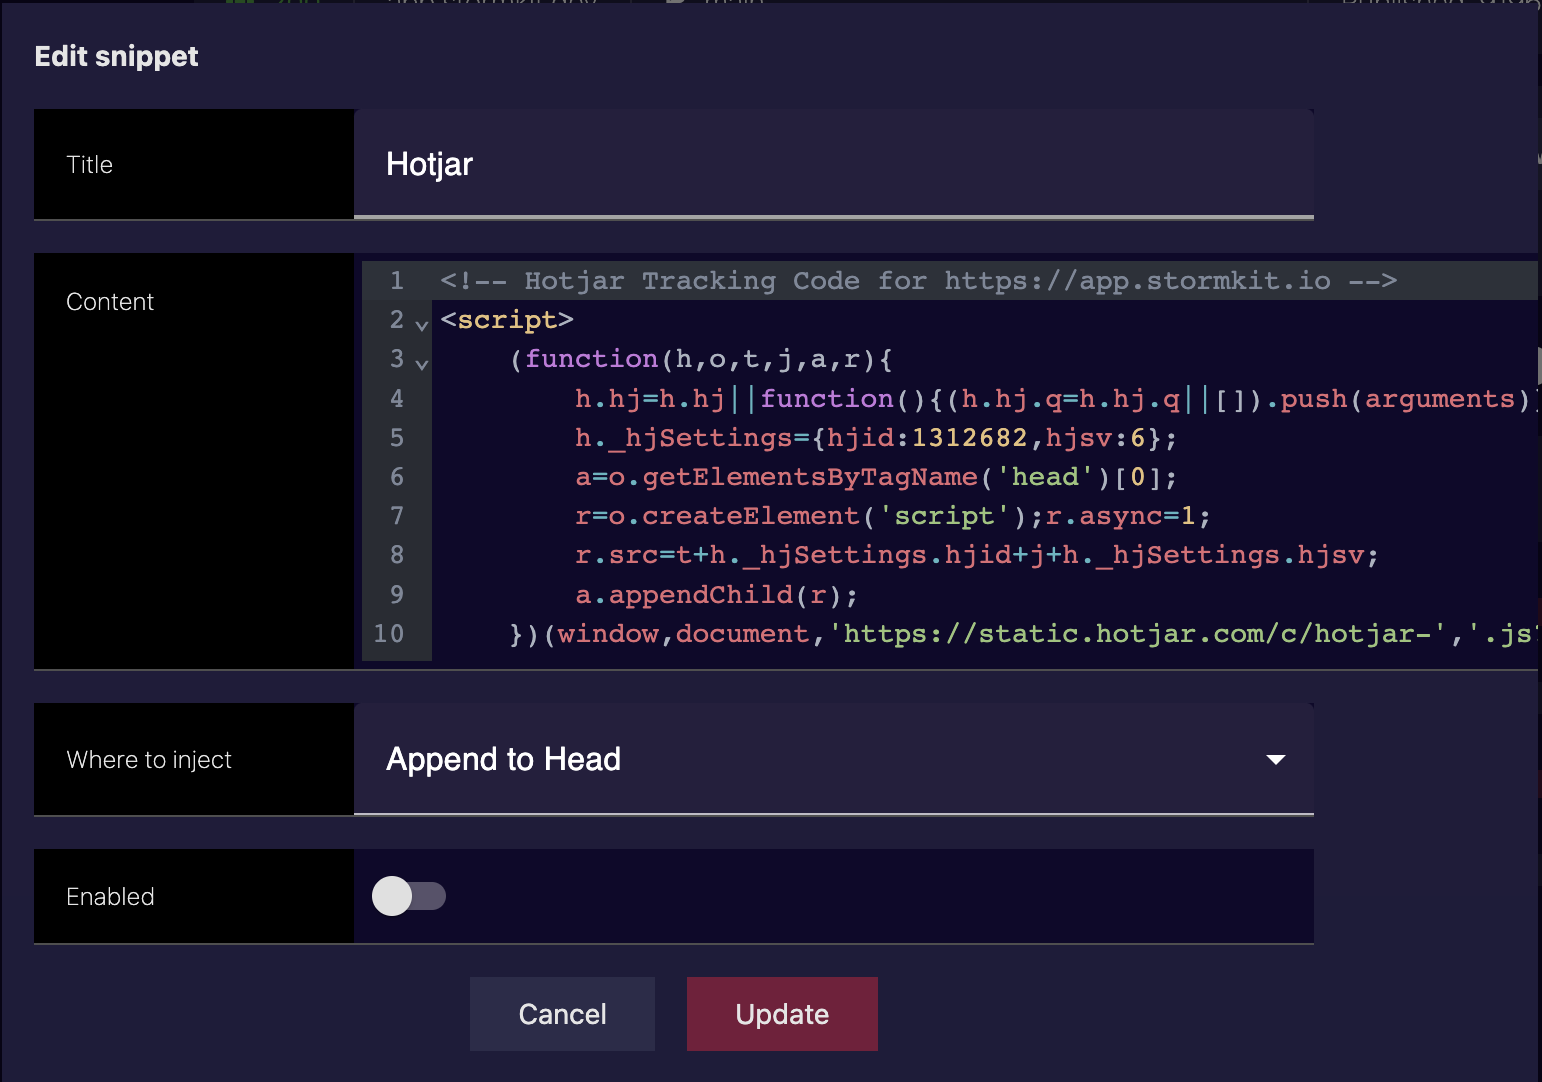 Edit snippet
Title
Hotjar
Content
1 <!-- Hotjar Tracking Code for https://app.stormkit.io -->
2 <script>
3 (function(h,o,t,j,a,r){
4 h.hj=h.hj||function(){(h.hj.q=h.hj.q||[]).push(arguments)}
5 h._hjSettings={hjid:1312682,hjsv:6};
6 a=o.getElementsByTagName('head')[0];
7 r=o.createElement('script');r.async=1;
8 r.src=t+h._hjSettings.hjid+j+h._hjSettings.hjsv;
9 a.appendChild(r);
10 })(window,document,'https://static.hotjar.com/c/hotjar-','.js
Where to inject
Append to Head
Enabled
Cancel
Update